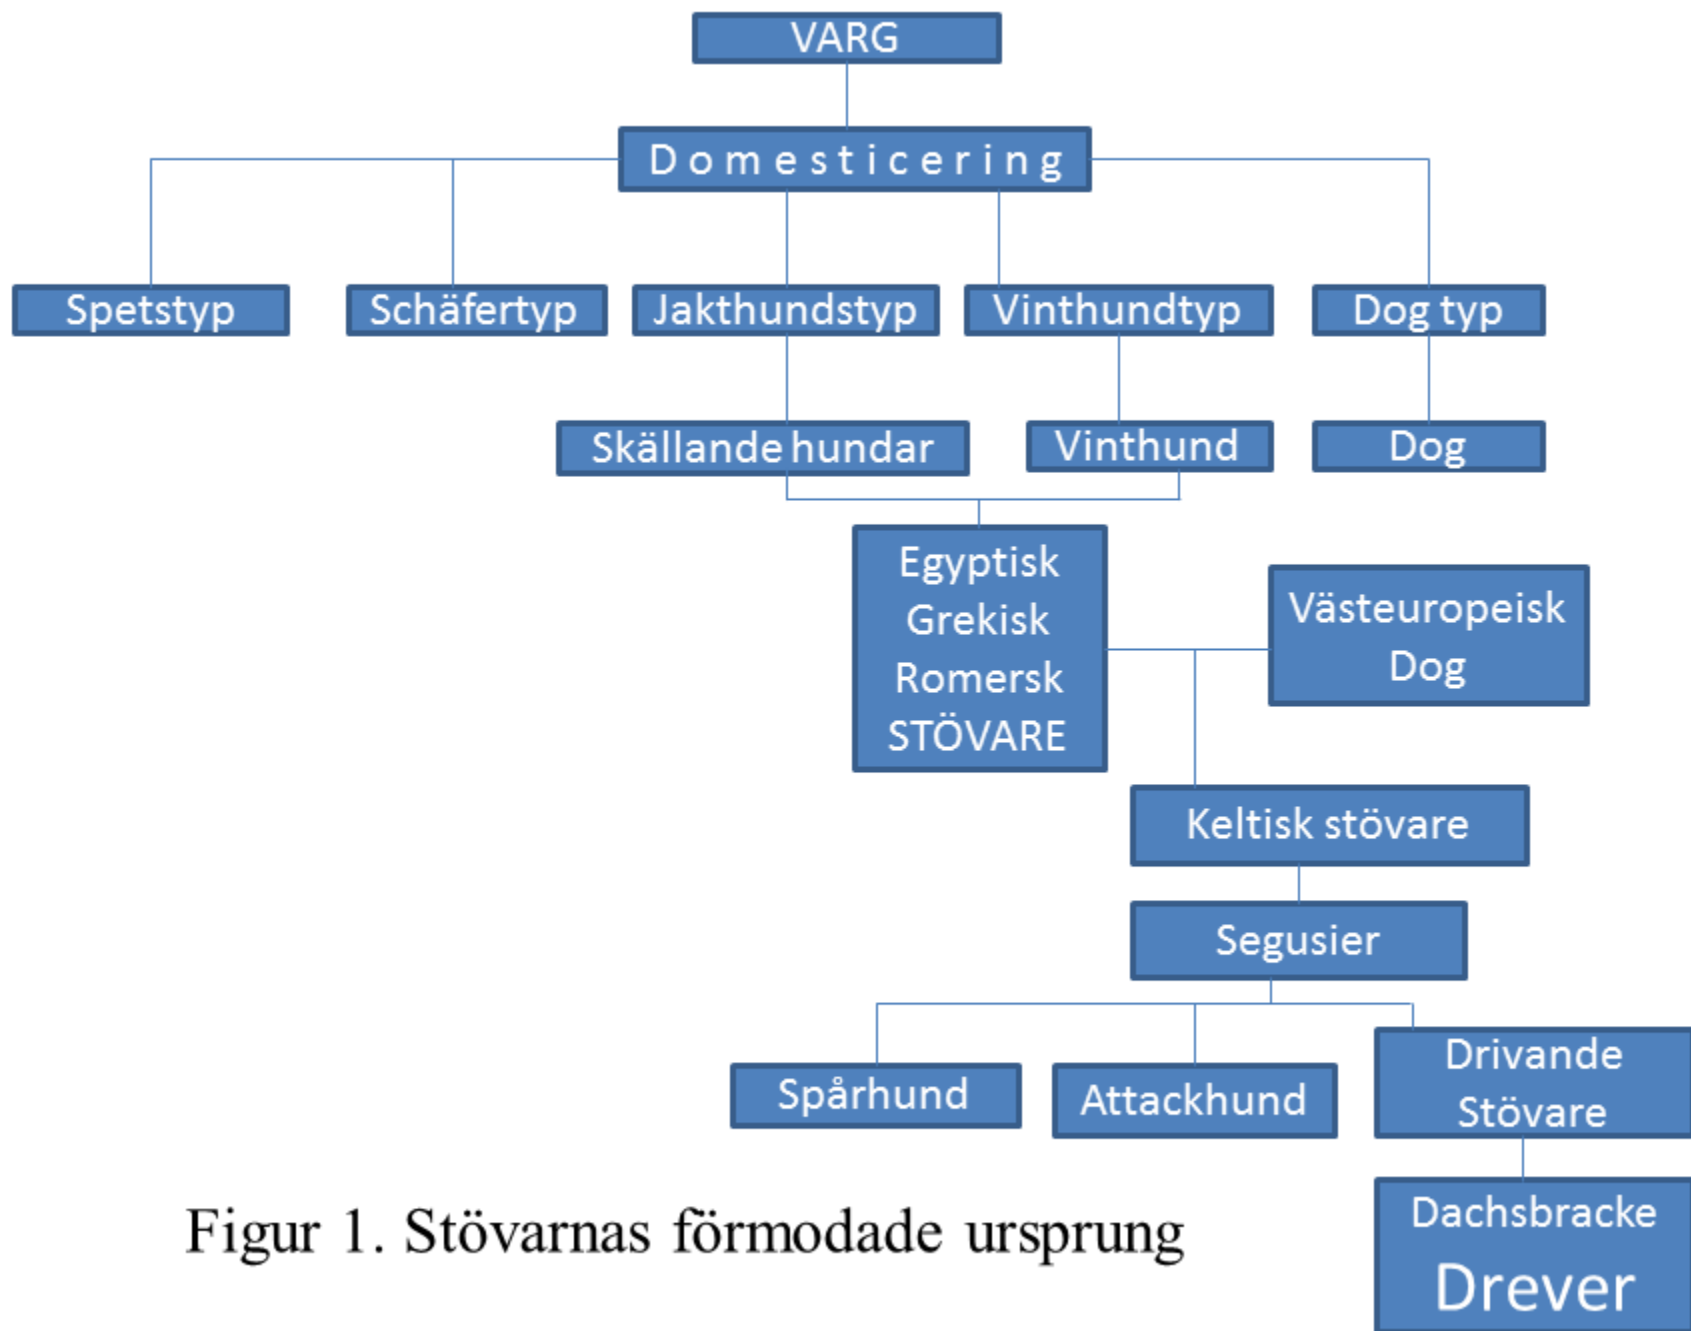 VARG
Domesticering
Spetstyp
Schäfertyp
Jakthundstyp
Vinthundtyp
Dog typ
Skällande hundar
Vinthund
Dog
Egyptisk
Grekisk
Romersk
STÖVARE
Västeuropeisk
Dog
Keltisk stövare
Segusier
Spårhund
Attackhund
Drivande
Stövare
Dachsbracke
Drever
Figur 1. Stövarnas förmodade ursprung